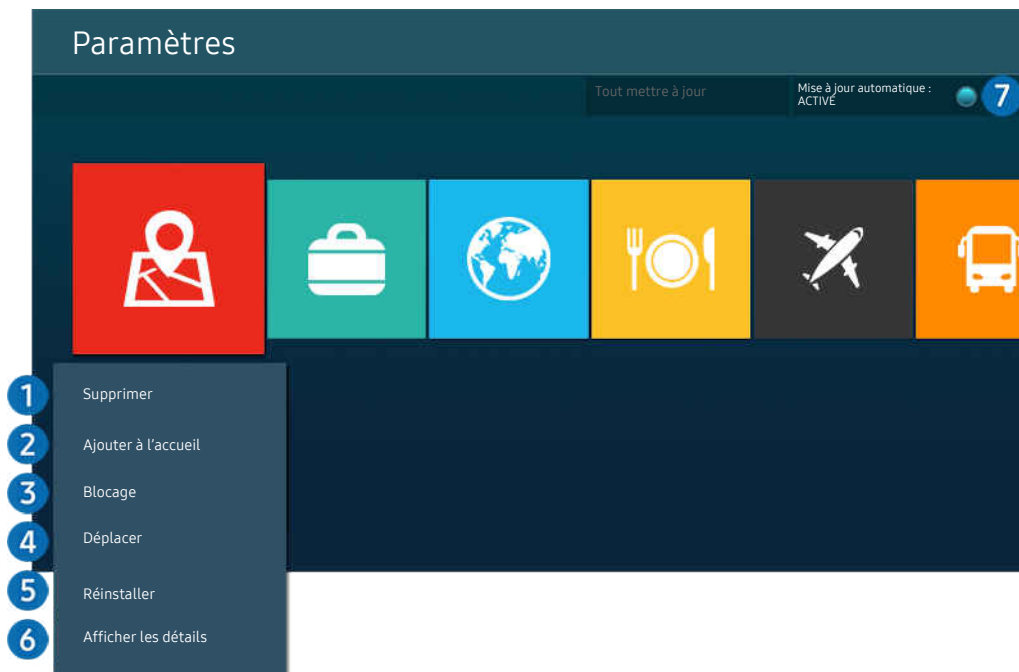 Paramètres
Tout mettre à jour
Mise à jour automatique :
ACTIVÉ
7
1
Supprimer
2
Ajouter à l'accueil
3
Blocage
4
Déplacer
5
Réinstaller
6
Afficher les détails